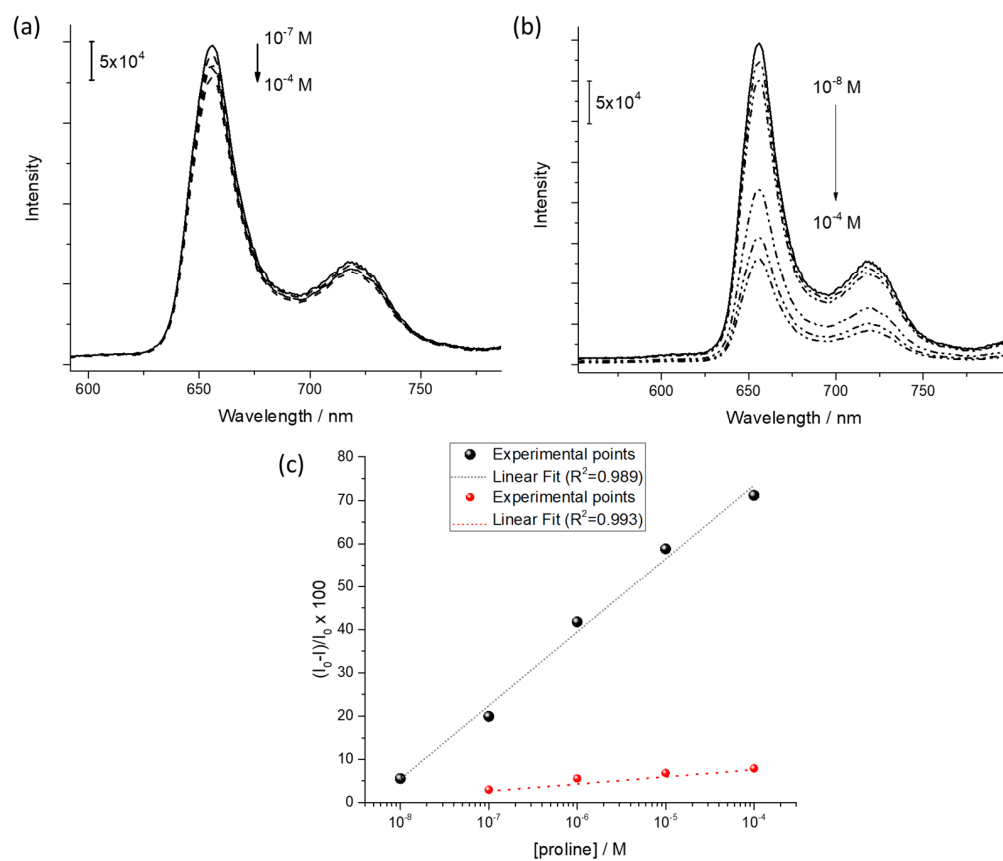 (a)
5x10⁴
10⁻⁷ M
10⁻⁴ M
Intensity
600
650
700
750
Wavelength / nm
(b)
5x10⁴
10⁻⁸ M
10⁻⁴ M
Intensity
600
650
700
750
Wavelength / nm
(c)
Experimental points
Linear Fit (R²=0.989)
Experimental points
Linear Fit (R²=0.993)
(I₀-I)/I₀ x 100
80
70
60
50
40
30
20
10
0
10⁻⁸
10⁻⁷
10⁻⁶
10⁻⁵
10⁻⁴
[proline] / M